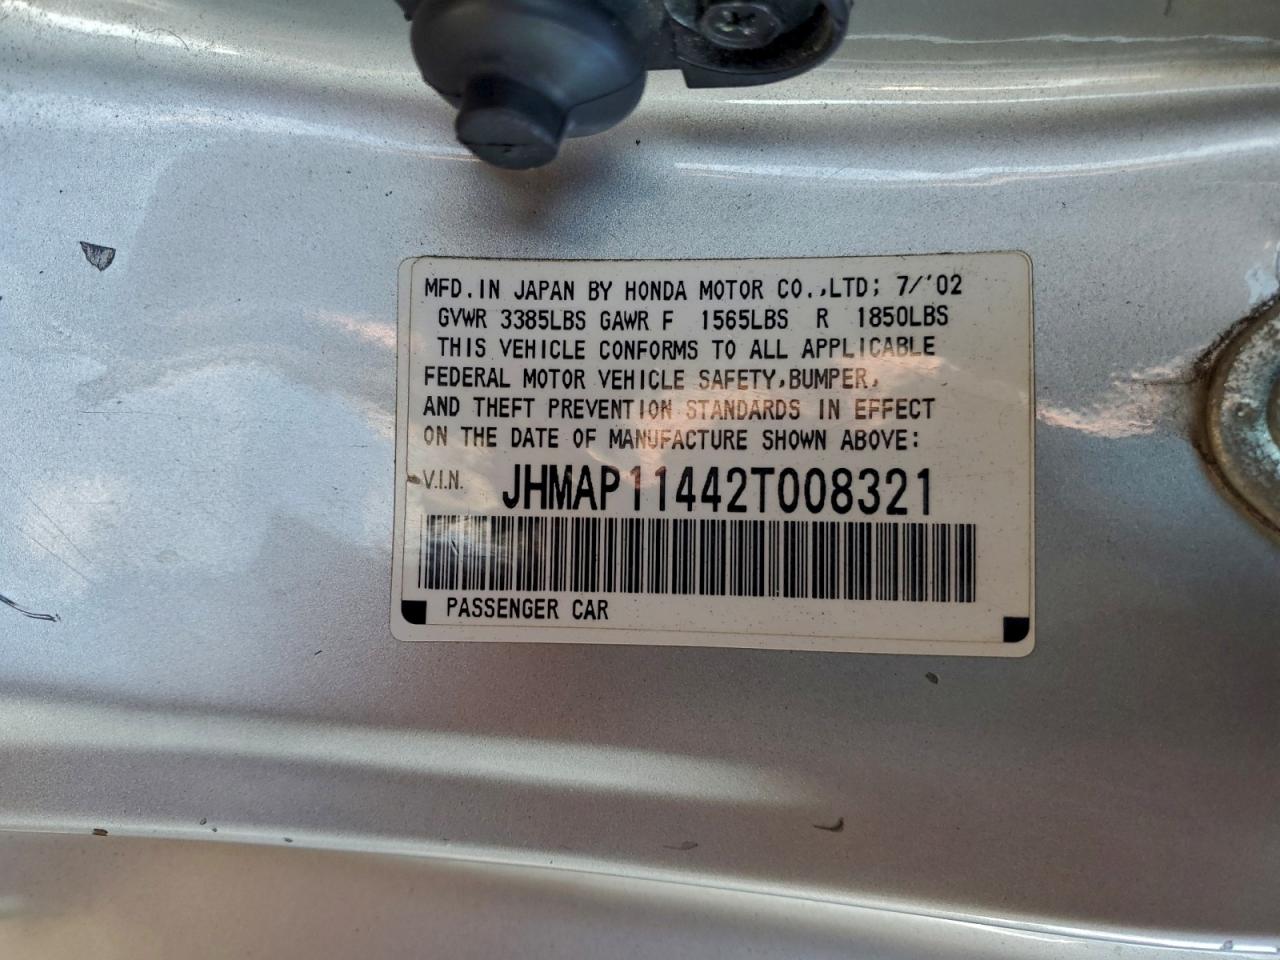 MFD.IN JAPAN BY HONDA MOTOR CO.,LTD; 7/'02
GVWR 3385LBS GAWR F 1565LBS R 1850LBS
THIS VEHICLE CONFORMS TO ALL APPLICABLE
FEDERAL MOTOR VEHICLE SAFETY,BUMPER,
AND THEFT PREVENTION STANDARDS IN EFFECT
ON THE DATE OF MANUFACTURE SHOWN ABOVE:
V.I.N. JHMAP11442T008321
PASSENGER CAR